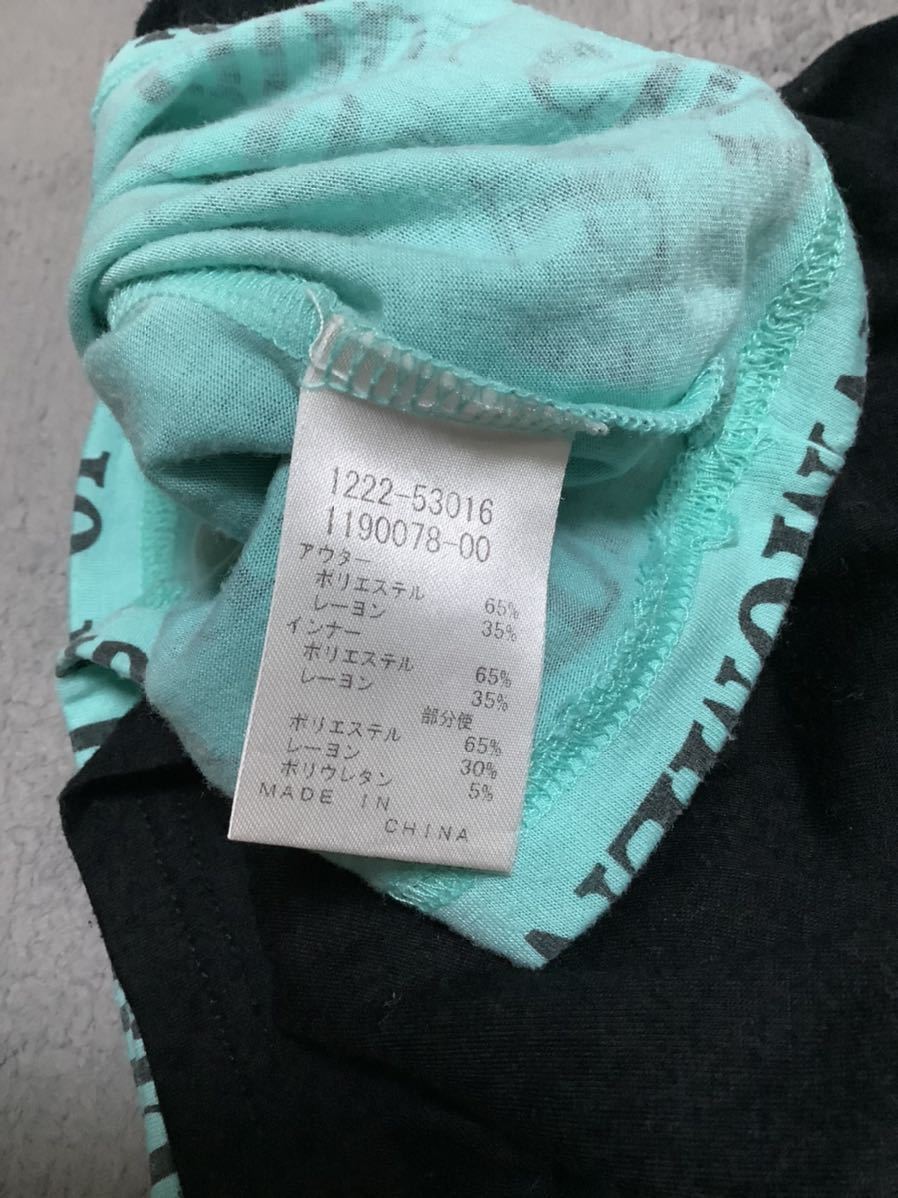 1222-53016
1190078-00
アウター
ポリエステル 65%
レーヨン 35%
インナー
ポリエステル 65%
レーヨン 35%
部分使
ポリエステル 65%
レーヨン 30%
ポリウレタン 5%
MADE IN
CHINA